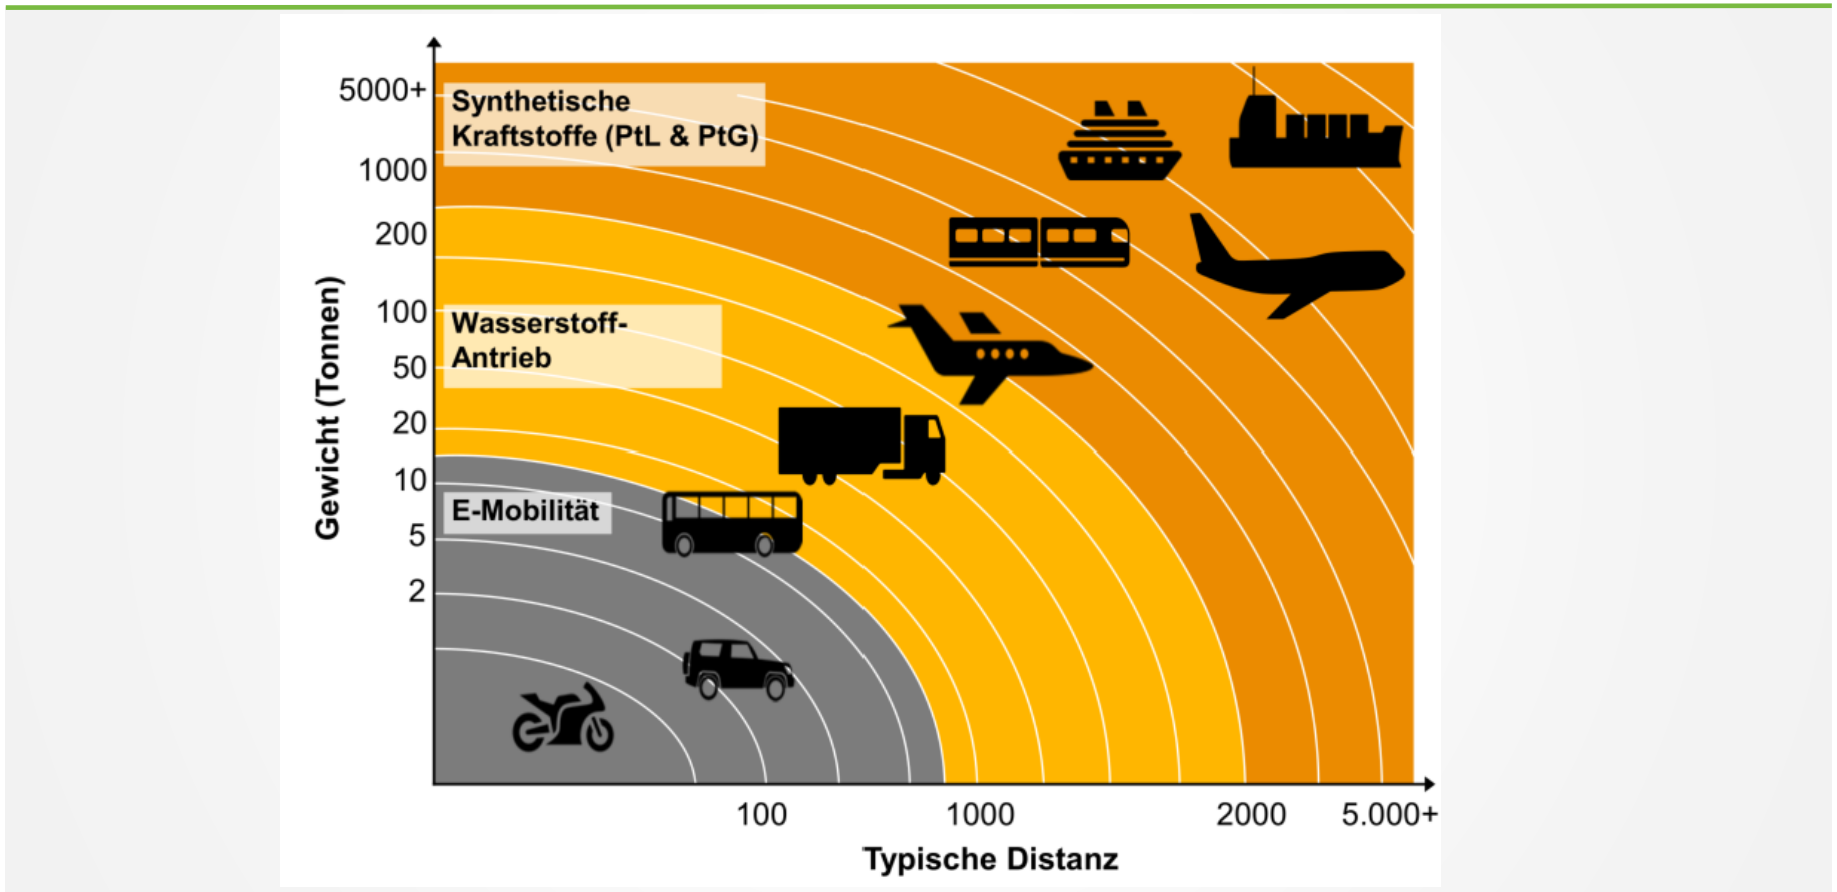 5000+
Synthetische
Kraftstoffe (PtL & PtG)
1000
200
Gewicht (Tonnen)
100
Wasserstoff-
Antrieb
50
20
10
E-Mobilität
5
2
100
1000
2000
5.000+
Typische Distanz